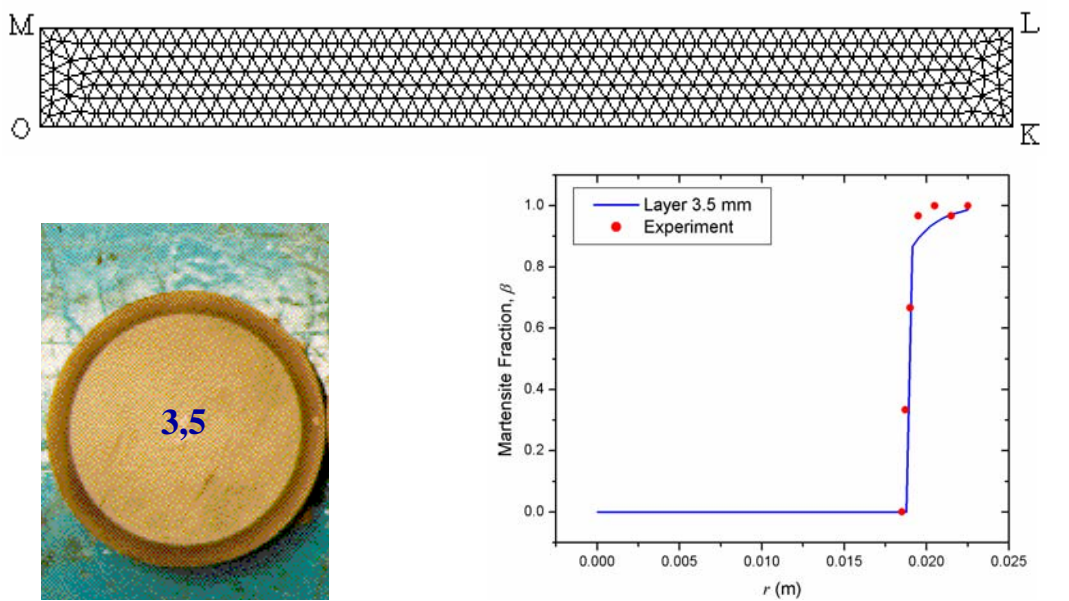 M
L
O
K
3,5
Layer 3.5 mm
Experiment
Martensite Fraction, β
1.0
0.8
0.6
0.4
0.2
0.0
0.000 0.005 0.010 0.015 0.020 0.025
r (m)